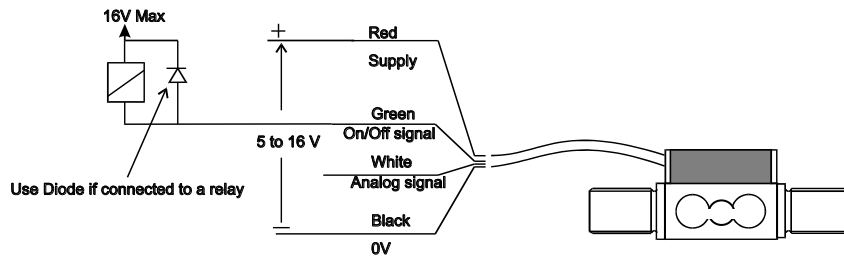 16V Max
+
Red
Supply
Green
On/Off signal
5 to 16 V
White
Analog signal
Use Diode if connected to a relay
Black
−
0V